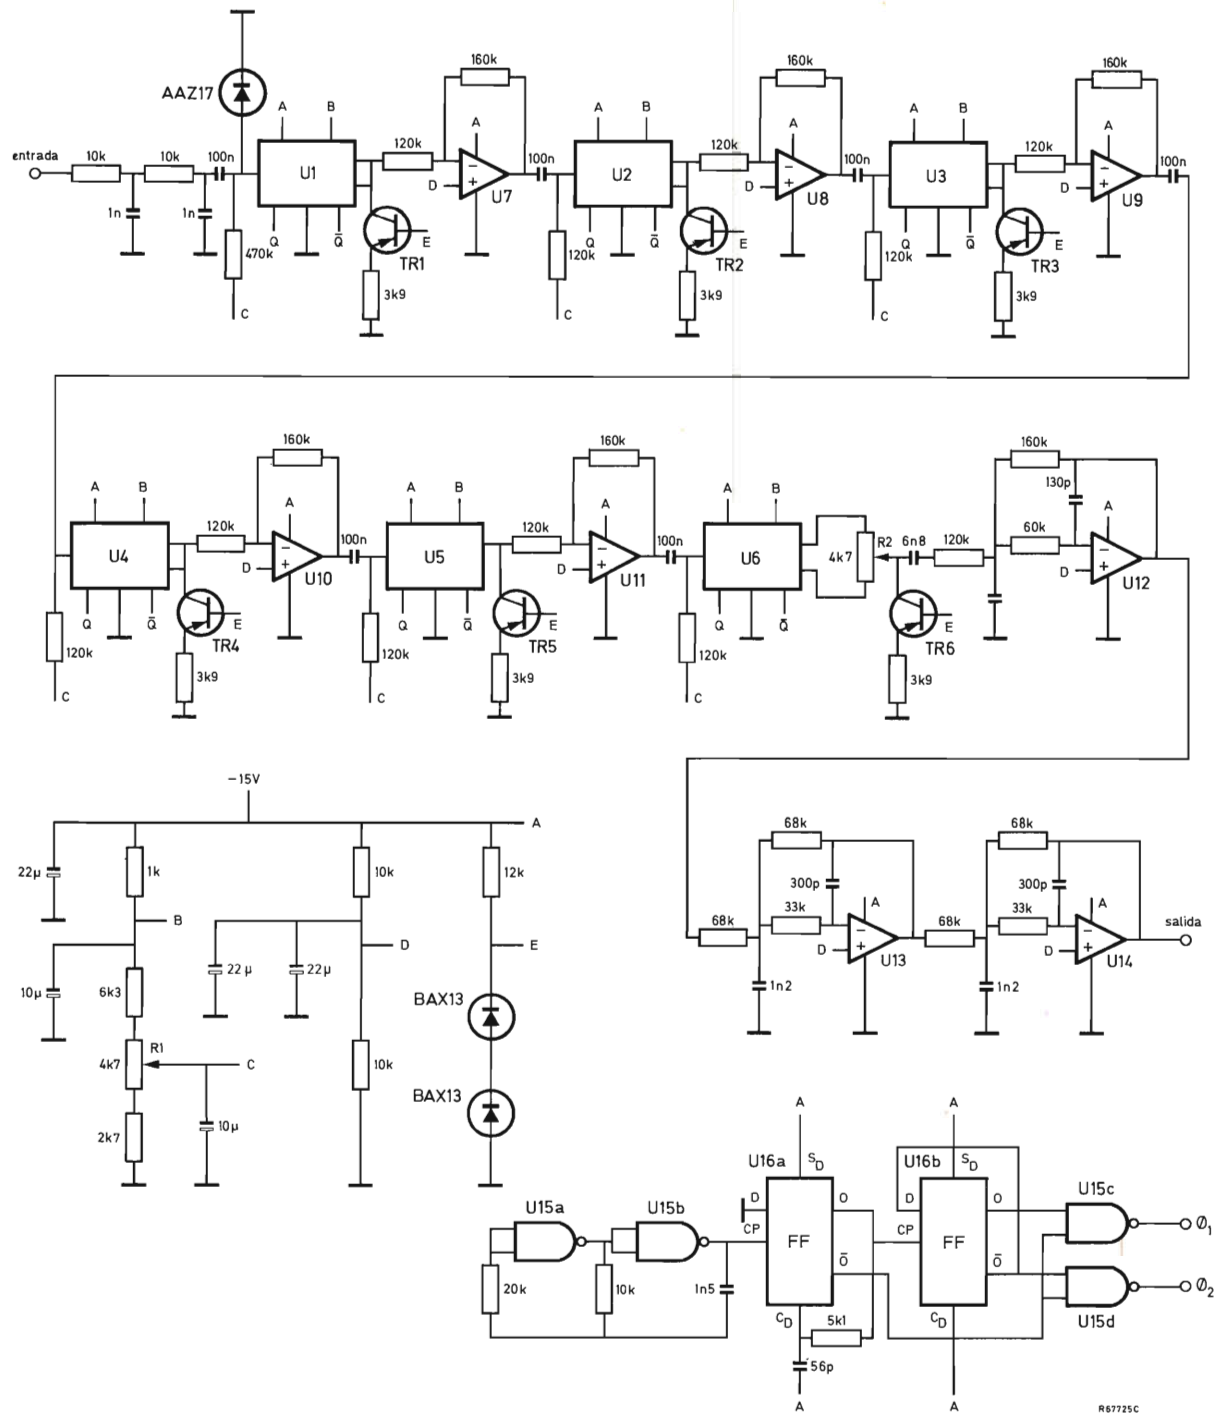 AAZ17
entrada
10k
10k
100n
1n
1n
470k
C
A
B
U1
Q
Q̄
120k
160k
A
D
−
+
U7
E
TR1
3k9
100n
120k
C
A
B
U2
Q
Q̄
120k
160k
A
D
−
+
U8
E
TR2
3k9
100n
120k
C
A
B
U3
Q
Q̄
120k
160k
A
D
−
+
U9
E
TR3
3k9
100n
120k
C
A
B
U4
Q
Q̄
120k
160k
A
D
−
+
U10
E
TR4
3k9
100n
120k
C
A
B
U5
Q
Q̄
120k
160k
A
D
−
+
U11
E
TR5
3k9
100n
120k
C
A
B
U6
Q
Q̄
4k7
R2
6n8
120k
E
TR6
3k9
160k
130p
60k
A
D
−
+
U12
−15V
A
22µ
1k
B
10µ
6k3
4k7
R1
C
2k7
10µ
10k
D
22µ
22µ
10k
12k
E
BAX13
BAX13
68k
68k
300p
33k
A
D
−
+
U13
1n2
68k
68k
300p
33k
A
D
−
+
U14
1n2
salida
U15a
U15b
20k
10k
1n5
A
U16a
SD
D
CP
FF
O
Ō
CD
5k1
56p
A
A
U16b
SD
D
CP
FF
O
Ō
CD
A
U15c
Ø1
U15d
Ø2
R67725C